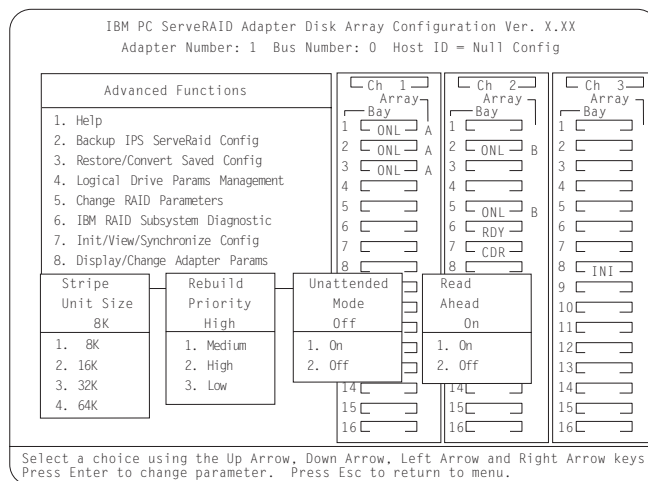 IBM PC ServeRAID Adapter Disk Array Configuration Ver. X.XX
Adapter Number: 1 Bus Number: 0 Host ID = Null Config
Advanced Functions
1. Help
2. Backup IPS ServeRaid Config
3. Restore/Convert Saved Config
4. Logical Drive Params Management
5. Change RAID Parameters
6. IBM RAID Subsystem Diagnostic
7. Init/View/Synchronize Config
8. Display/Change Adapter Params
Stripe
Unit Size
8K
1. 8K
2. 16K
3. 32K
4. 64K
Rebuild
Priority
High
1. Medium
2. High
3. Low
Unattended
Mode
Off
1. On
2. Off
Read
Ahead
On
1. On
2. Off
Ch 1
Array
Bay
1 ONL A
2 ONL A
3 ONL A
4
5
6
7
8
14
15
16
Ch 2
Array
Bay
1
2 ONL B
3
4
5 ONL B
6 RDY
7 CDR
8
14
15
16
Ch 3
Array
Bay
1
2
3
4
5
6
7
8 INI
9
10
11
12
13
14
15
16
Select a choice using the Up Arrow, Down Arrow, Left Arrow and Right Arrow keys
Press Enter to change parameter. Press Esc to return to menu.